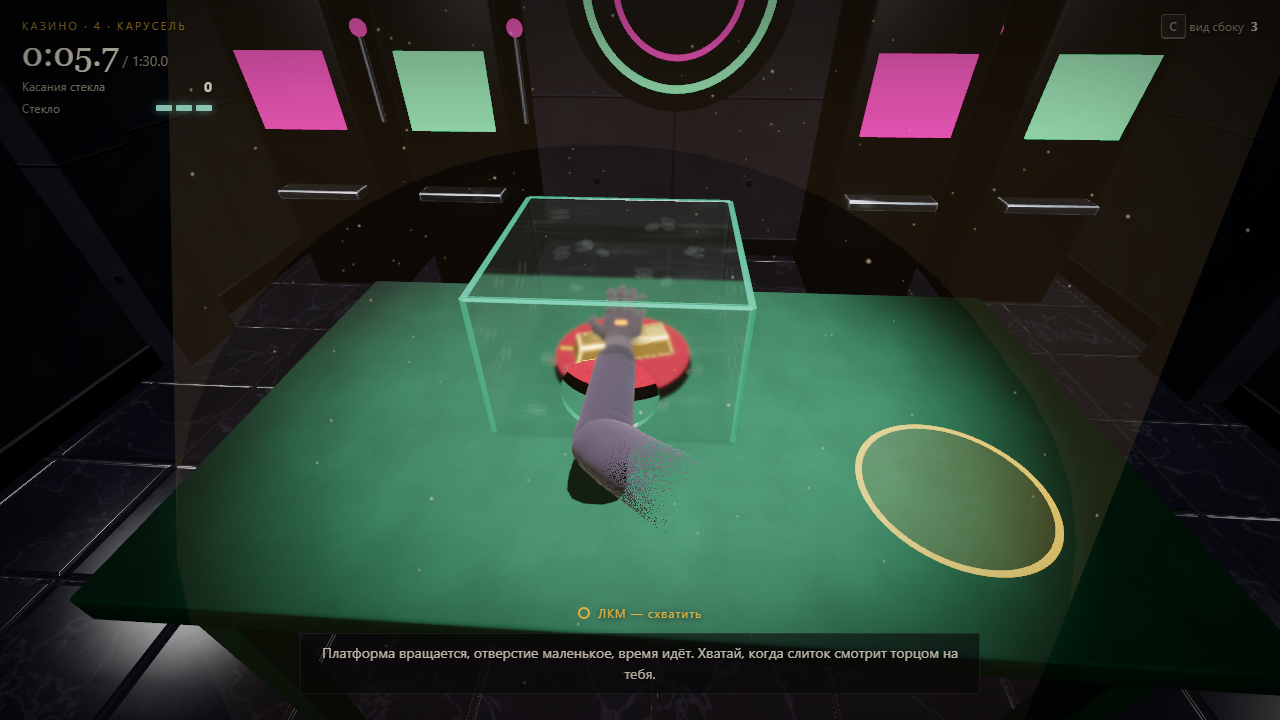 КАЗИНО · 4 · КАРУСЕЛЬ
0:05.7 / 1:30.0
Касания стекла 0
Стекло
C вид сбоку 3
ЛКМ — схватить
Платформа вращается, отверстие маленькое, время идёт. Хватай, когда слиток смотрит торцом на
тебя.